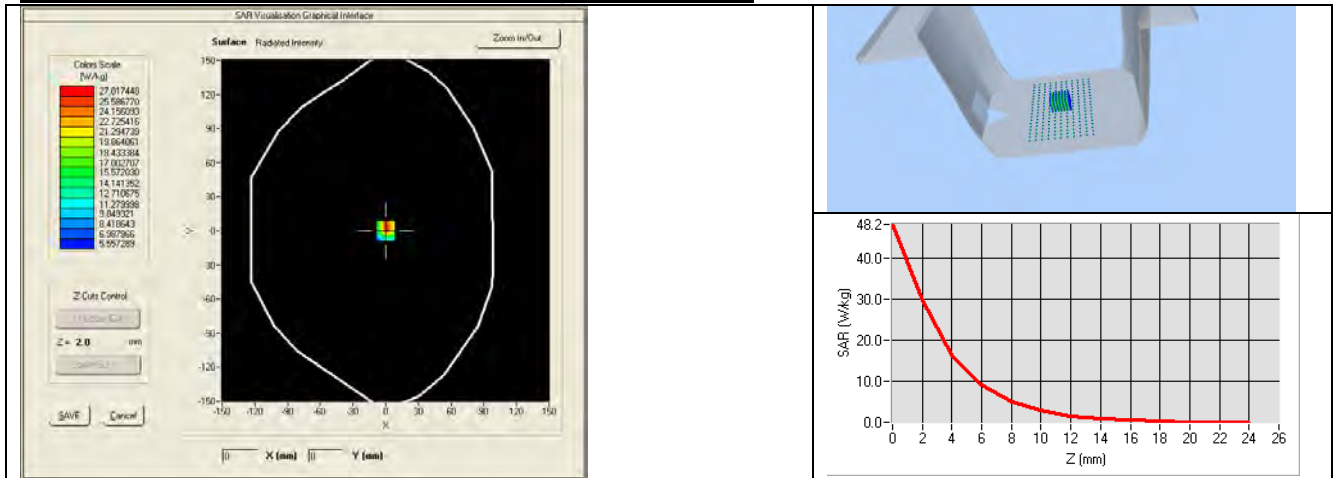 SAR Visualisation Graphical Interface
Surface Radiated Intensity
Zoom In/Out
Colors Scale
(W/kg)
27.017448
25.586770
24.156093
22.725416
21.294739
19.864061
18.433384
17.002707
15.572030
14.141352
12.710675
11.279998
9.849321
8.418643
6.987966
5.557289
150
120
90
60
30
0
-30
-60
-90
-120
-150
Y
-150 -120 -90 -60 -30 0 30 60 90 120 150
X
Z Cuts Control
Z = 2.0 mm
SAVE Cancel
0 X (mm) 0 Y (mm)
48.2
40.0
30.0
20.0
10.0
0.0
SAR (W/kg)
0 2 4 6 8 10 12 14 16 18 20 22 24 26
Z (mm)